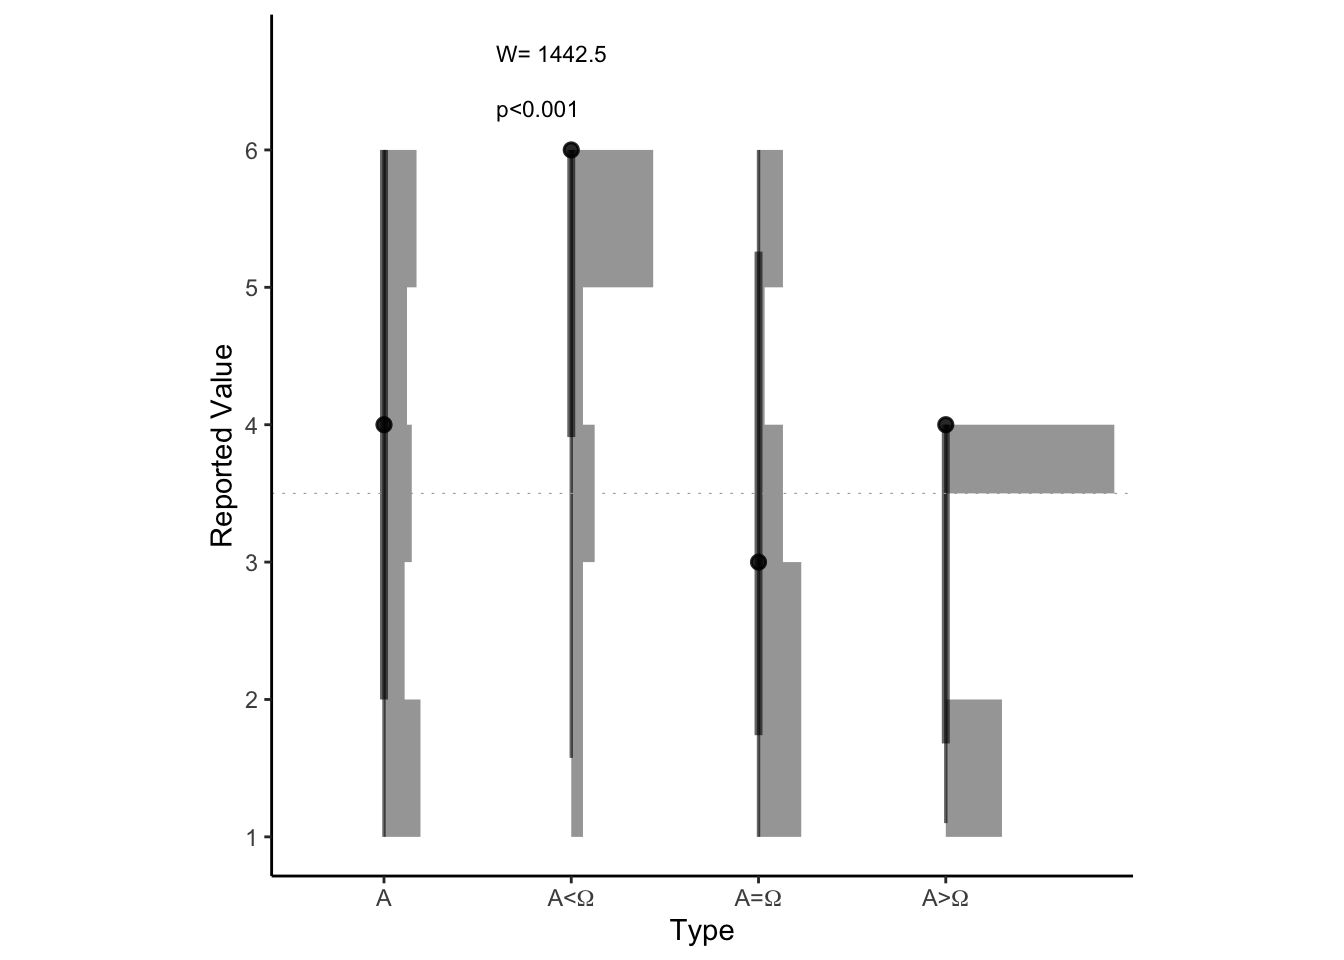 W= 1442.5
p<0.001
6
5
4
3
2
1
Reported Value
A
A<Ω
A=Ω
A>Ω
Type